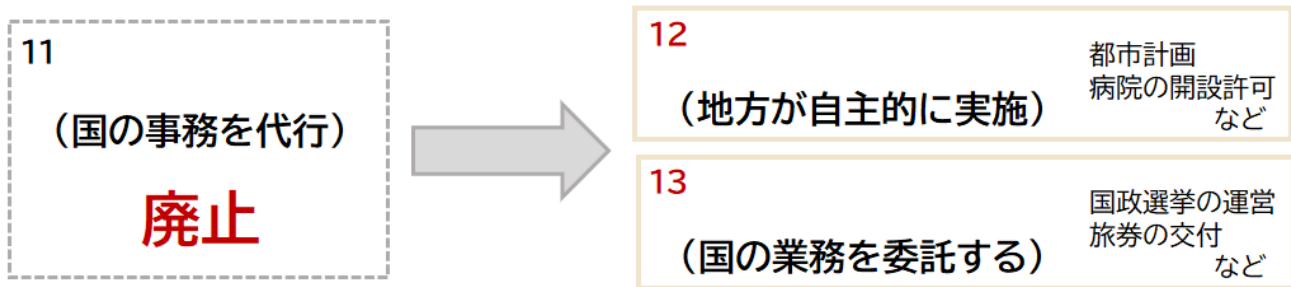 11
（国の事務を代行）
廃止
12
（地方が自主的に実施）
都市計画
病院の開設許可
など
13
（国の業務を委託する）
国政選挙の運営
旅券の交付
など